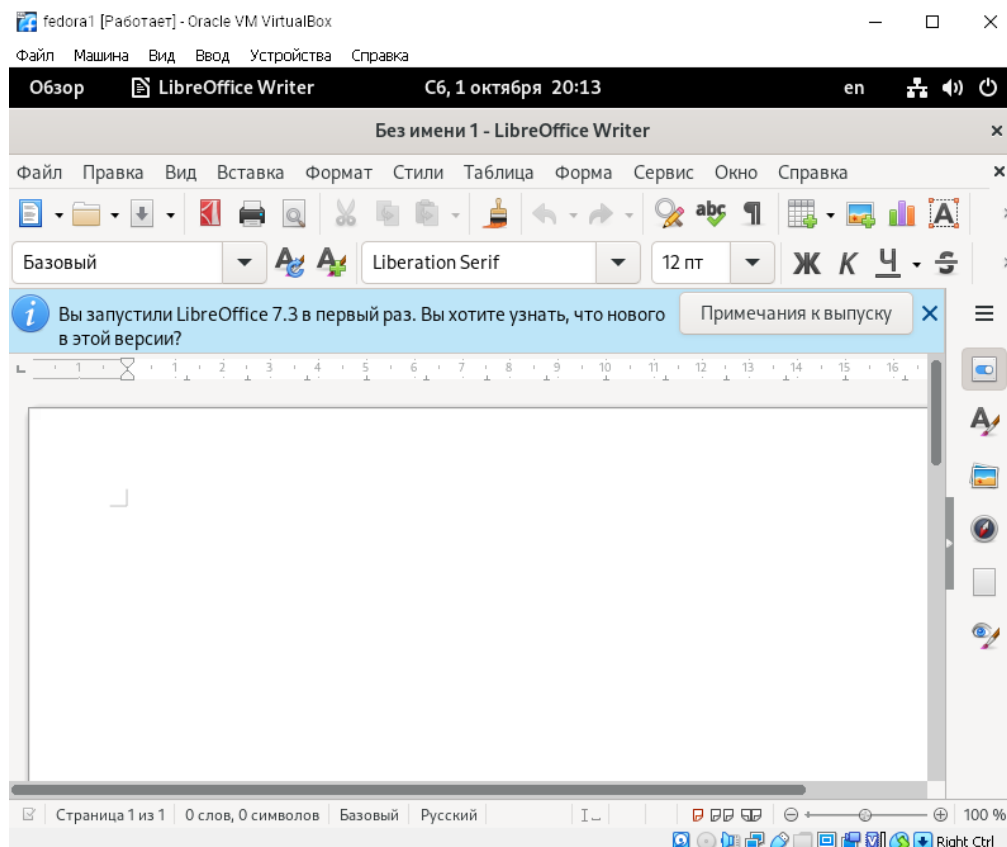 fedora1 [Работает] - Oracle VM VirtualBox
Файл Машина Вид Ввод Устройства Справка
Обзор LibreOffice Writer Сб, 1 октября 20:13 en
Без имени 1 - LibreOffice Writer
Файл Правка Вид Вставка Формат Стили Таблица Форма Сервис Окно Справка
abc ¶ A
Базовый Liberation Serif 12 пт Ж К Ч S
Вы запустили LibreOffice 7.3 в первый раз. Вы хотите узнать, что нового Примечания к выпуску
в этой версии?
1 1 2 3 4 5 6 7 8 9 10 11 12 13 14 15 16
Страница 1 из 1 0 слов, 0 символов Базовый Русский 100 %
Right Ctrl